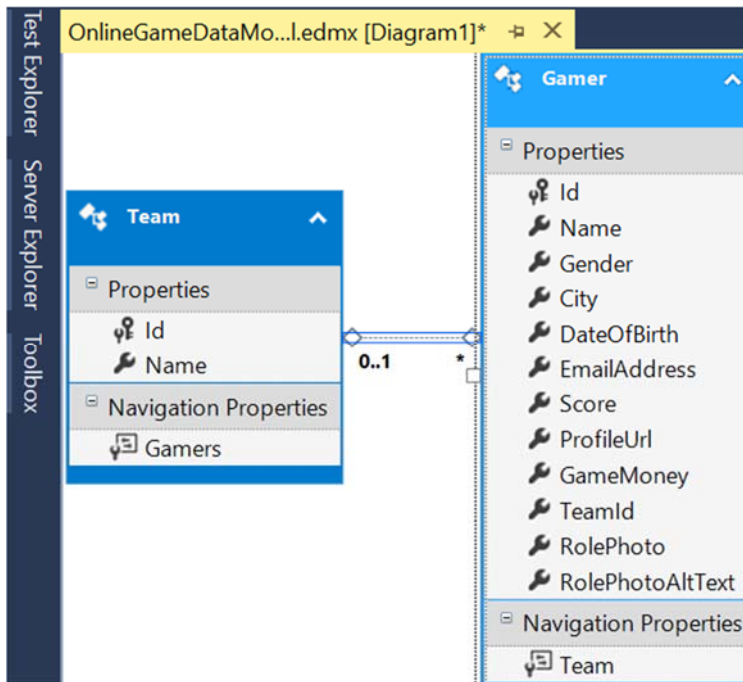 OnlineGameDataMo...l.edmx [Diagram1]*
Test Explorer
Server Explorer
Toolbox
Team
Properties
Id
Name
Navigation Properties
Gamers
0..1
*
Gamer
Properties
Id
Name
Gender
City
DateOfBirth
EmailAddress
Score
ProfileUrl
GameMoney
TeamId
RolePhoto
RolePhotoAltText
Navigation Properties
Team